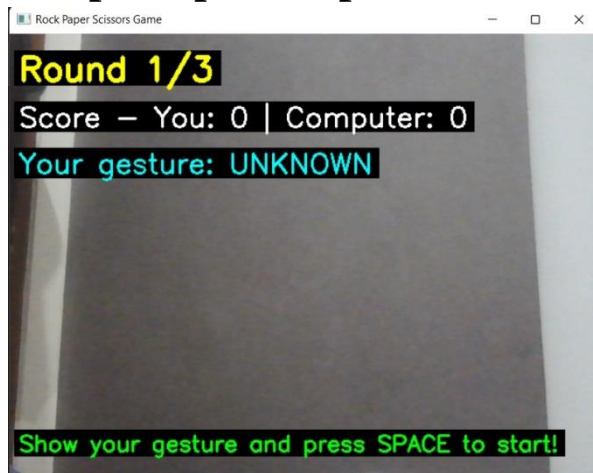 Rock Paper Scissors Game
Round 1/3
Score - You: 0 | Computer: 0
Your gesture: UNKNOWN
Show your gesture and press SPACE to start!